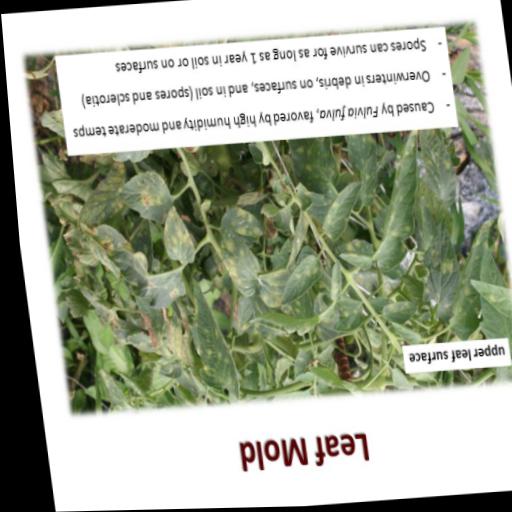 Leaf Mold
upper leaf surface
- Caused by Fulvia fulva, favored by high humidity and moderate temps
- Overwinters in debris, on surfaces, and in soil (spores and sclerotia)
- Spores can survive for as long as 1 year in soil or on surfaces